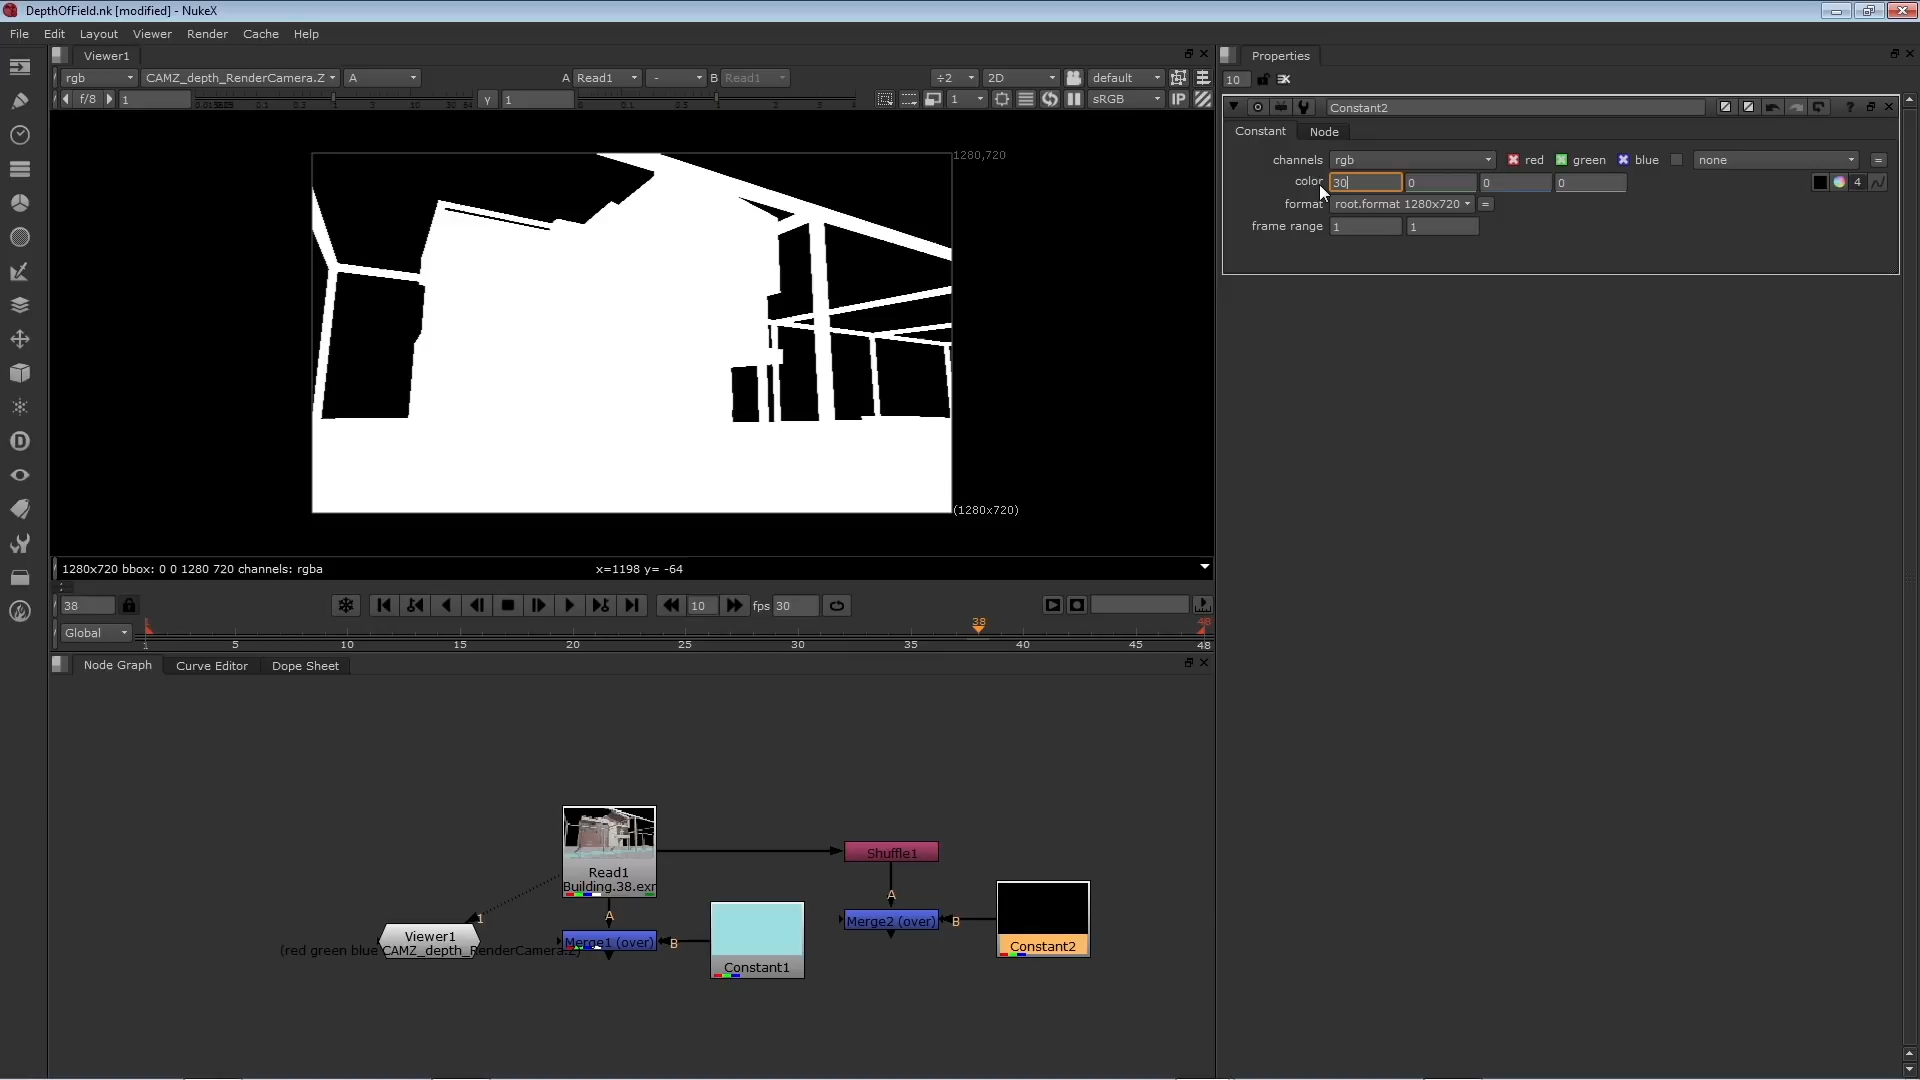 DepthOfField.nk [modified] - NukeX
File Edit Layout Viewer Render Cache Help
Viewer1
Properties
rgb CAMZ_depth_RenderCamera.Z A A Read1 - B Read1 ÷2 2D default
10
f/8 1 Y 1 1 sRGB IP
Constant2
Constant Node
channels rgb red green blue none =
color 30 0 0 0 4
format root.format 1280x720 =
frame range 1 1
1280,720
(1280x720)
1280x720 bbox: 0 0 1280 720 channels: rgba x=1198 y= -64
38 10 fps 30
Global 1 5 10 15 20 25 30 35 38 40 45 48 48
Node Graph Curve Editor Dope Sheet
Read1
Building.38.exr
Shuffle1
A
A
1
Viewer1
(red green blue CAMZ_depth_RenderCamera.Z)
Merge1 (over)
B
Constant1
Merge2 (over)
B
Constant2